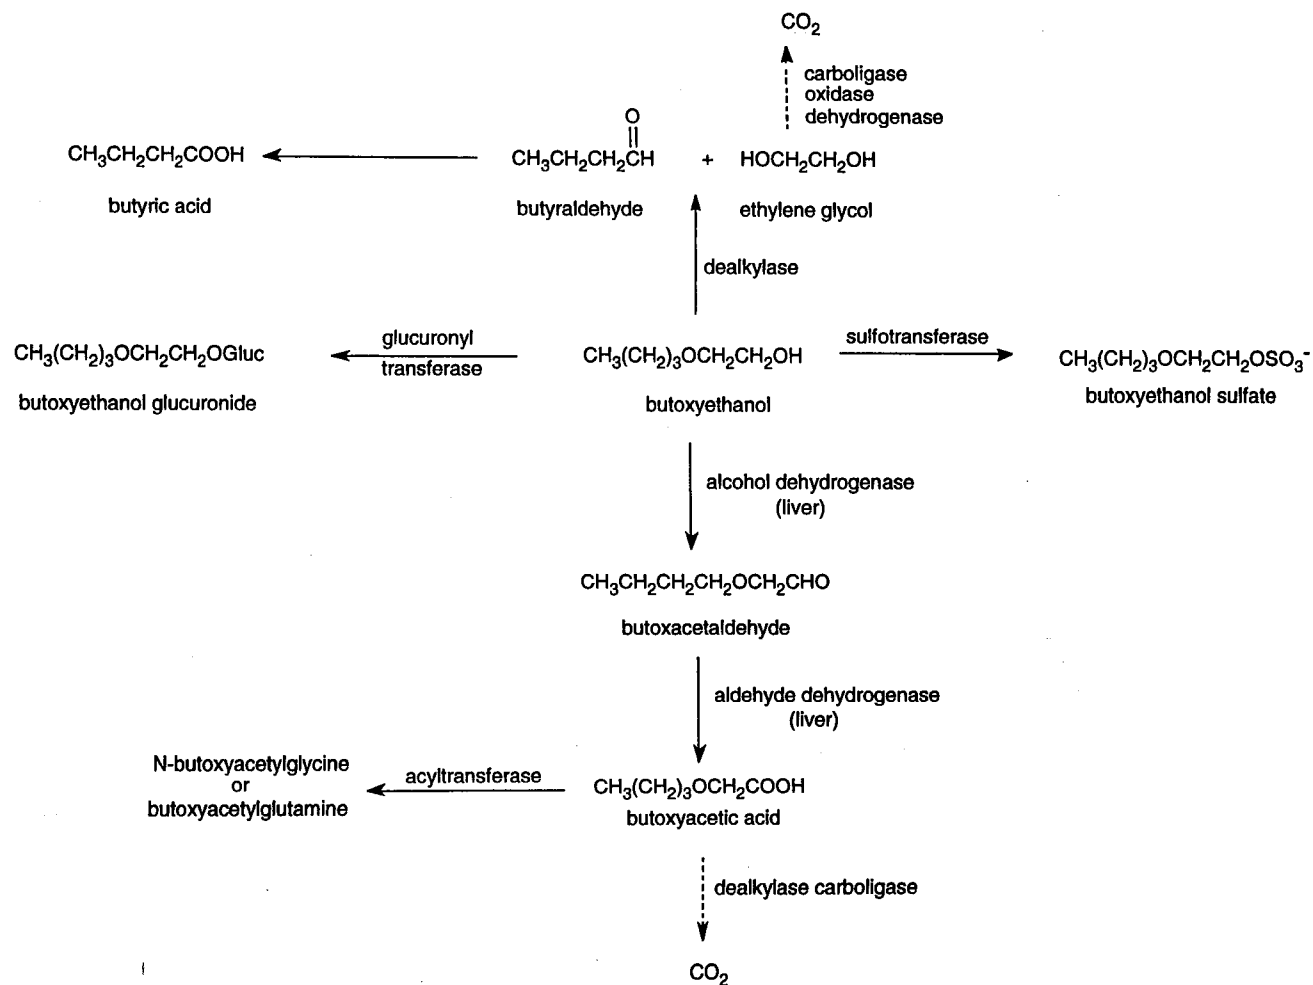 CO₂
carboligase
oxidase
dehydrogenase
O
CH₃CH₂CH₂COOH
CH₃CH₂CH₂CH + HOCH₂CH₂OH
butyric acid
butyraldehyde
ethylene glycol
dealkylase
CH₃(CH₂)₃OCH₂CH₂OGluc
glucuronyl
transferase
CH₃(CH₂)₃OCH₂CH₂OH
sulfotransferase
CH₃(CH₂)₃OCH₂CH₂OSO₃⁻
butoxyethanol glucuronide
butoxyethanol
butoxyethanol sulfate
alcohol dehydrogenase
(liver)
CH₃CH₂CH₂CH₂OCH₂CHO
butoxacetaldehyde
aldehyde dehydrogenase
(liver)
N-butoxyacetylglycine
or
butoxyacetylglutamine
acyltransferase
CH₃(CH₂)₃OCH₂COOH
butoxyacetic acid
dealkylase carboligase
CO₂